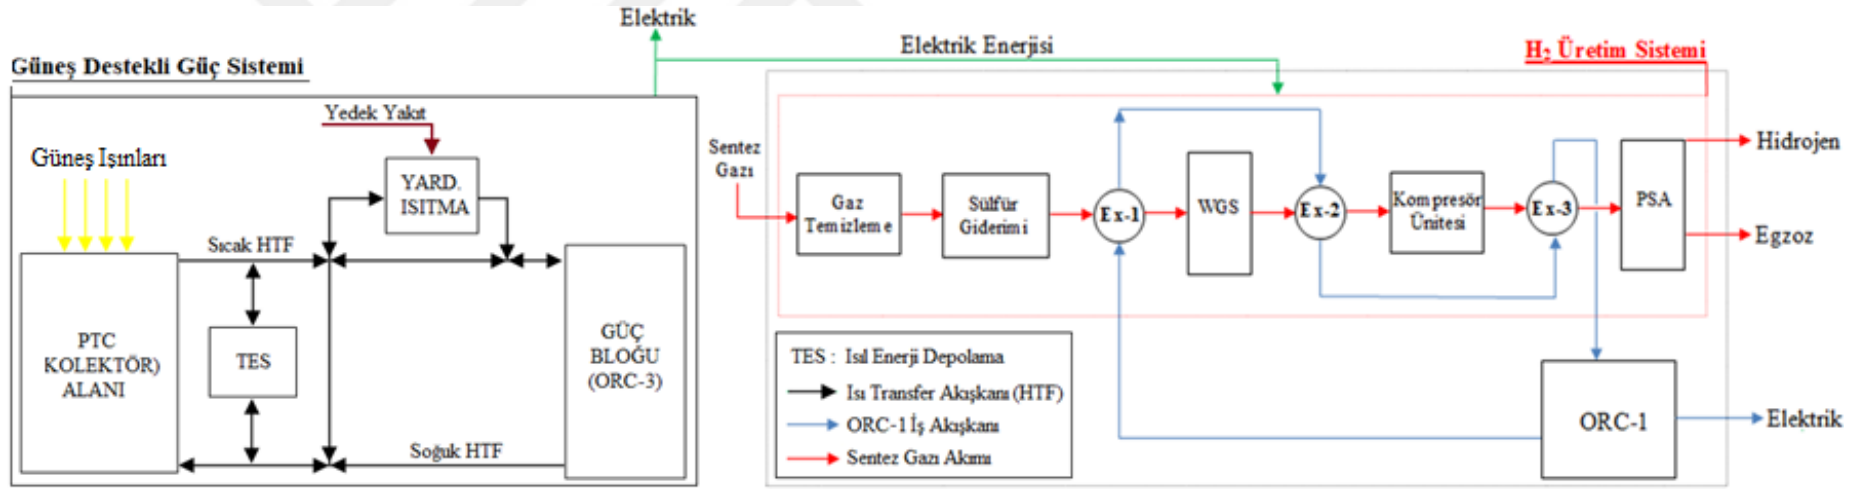 Elektrik
Güneş Destekli Güç Sistemi
Elektrik Enerjisi
H₂ Üretim Sistemi
Yedek Yakıt
Güneş Işınları
YARD.
ISITMA
Sıcak HTF
PTC
KOLEKTÖR)
ALANI
TES
GÜÇ
BLOĞU
(ORC-3)
Soğuk HTF
Sentez
Gazı
Gaz
Temizleme
Sülfür
Giderimi
Ex-1
WGS
Ex-2
Kompresör
Ünitesi
Ex-3
PSA
Hidrojen
Egzoz
TES : Isıl Enerji Depolama
Isı Transfer Akışkanı (HTF)
ORC-1 İş Akışkanı
Sentez Gazı Akımı
ORC-1
Elektrik